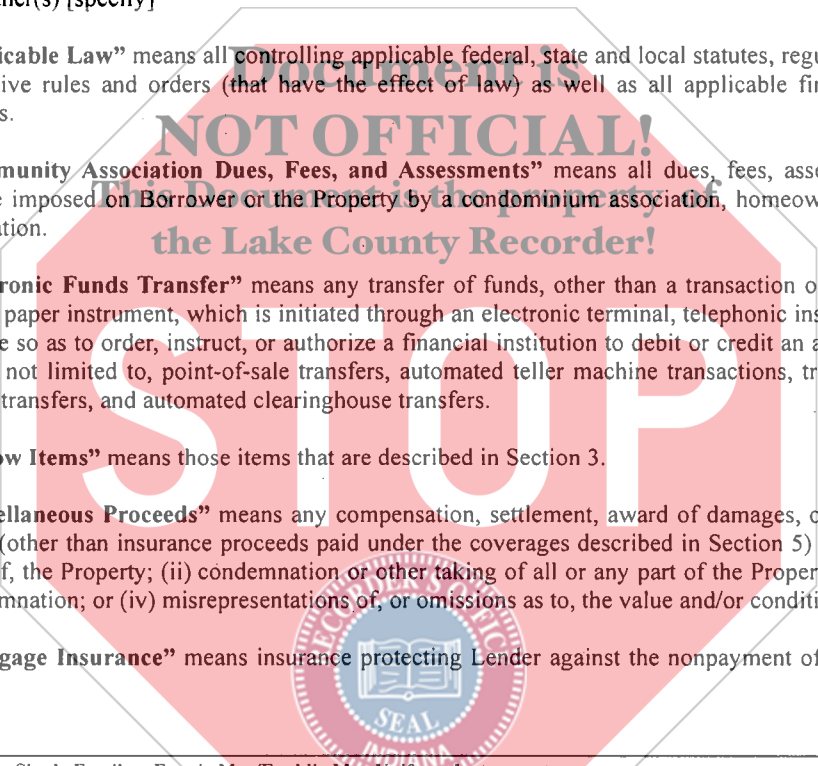 [specify]
icable Law” means all controlling applicable federal, state and local statutes, regu
ive rules and orders (that have the effect of law) as well as all applicable fin
s.
Document is
NOT OFFICIAL!
This Document is the property of
the Lake County Recorder!
munity Association Dues, Fees, and Assessments” means all dues, fees, asse
e imposed on Borrower or the Property by a condominium association, homeow
ation.
ronic Funds Transfer” means any transfer of funds, other than a transaction o
paper instrument, which is initiated through an electronic terminal, telephonic ins
e so as to order, instruct, or authorize a financial institution to debit or credit an a
not limited to, point-of-sale transfers, automated teller machine transactions, tr
transfers, and automated clearinghouse transfers.
STOP
ow Items” means those items that are described in Section 3.
ellaneous Proceeds” means any compensation, settlement, award of damages, o
(other than insurance proceeds paid under the coverages described in Section 5)
f, the Property; (ii) condemnation or other taking of all or any part of the Proper
mnation; or (iv) misrepresentations of, or omissions as to, the value and/or conditi
gage Insurance” means insurance protecting Lender against the nonpayment of
RECORDER'S OFFICE
SEAL
INDIANA